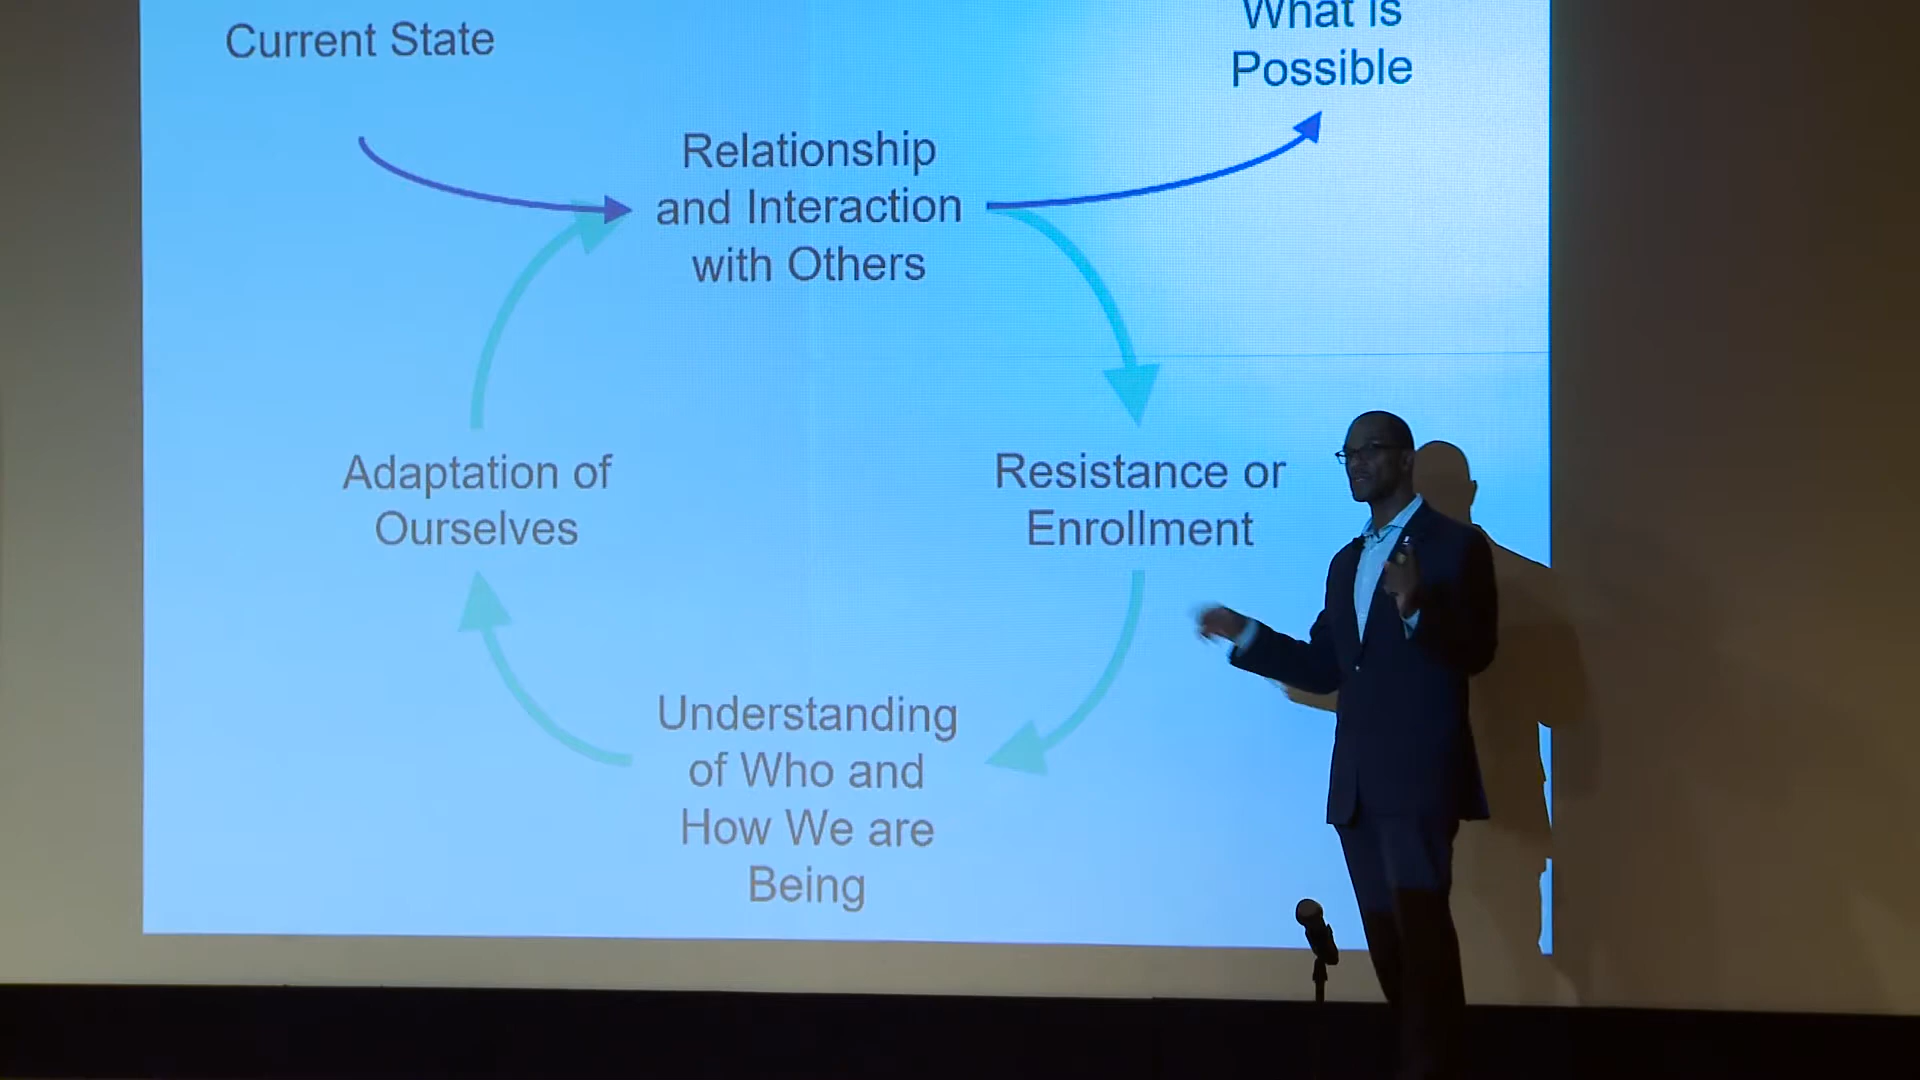 Current State
What is
Possible
Relationship
and Interaction
with Others
Adaptation of
Ourselves
Resistance or
Enrollment
Understanding
of Who and
How We are
Being